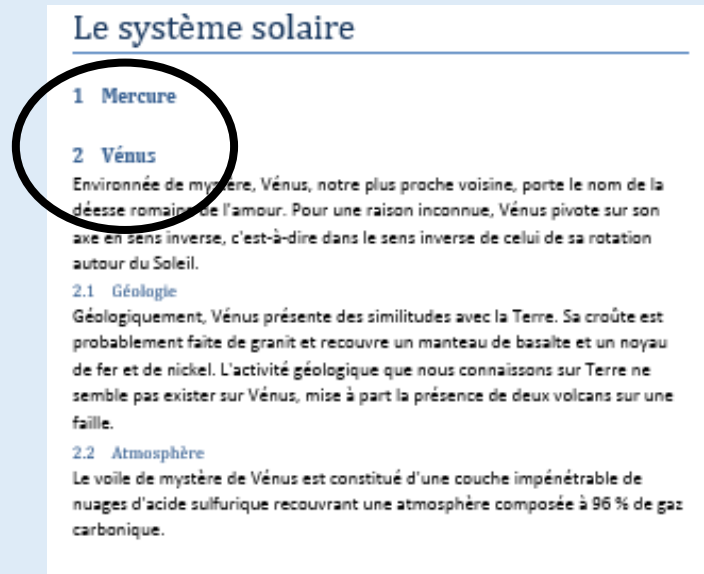 Le système solaire
1 Mercure
2 Vénus
Environnée de mystère, Vénus, notre plus proche voisine, porte le nom de la
déesse romaine de l'amour. Pour une raison inconnue, Vénus pivote sur son
axe en sens inverse, c'est-à-dire dans le sens inverse de celui de sa rotation
autour du Soleil.
2.1 Géologie
Géologiquement, Vénus présente des similitudes avec la Terre. Sa croûte est
probablement faite de granit et recouvre un manteau de basalte et un noyau
de fer et de nickel. L'activité géologique que nous connaissons sur Terre ne
semble pas exister sur Vénus, mise à part la présence de deux volcans sur une
faille.
2.2 Atmosphère
Le voile de mystère de Vénus est constitué d'une couche impénétrable de
nuages d'acide sulfurique recouvrant une atmosphère composée à 96 % de gaz
carbonique.